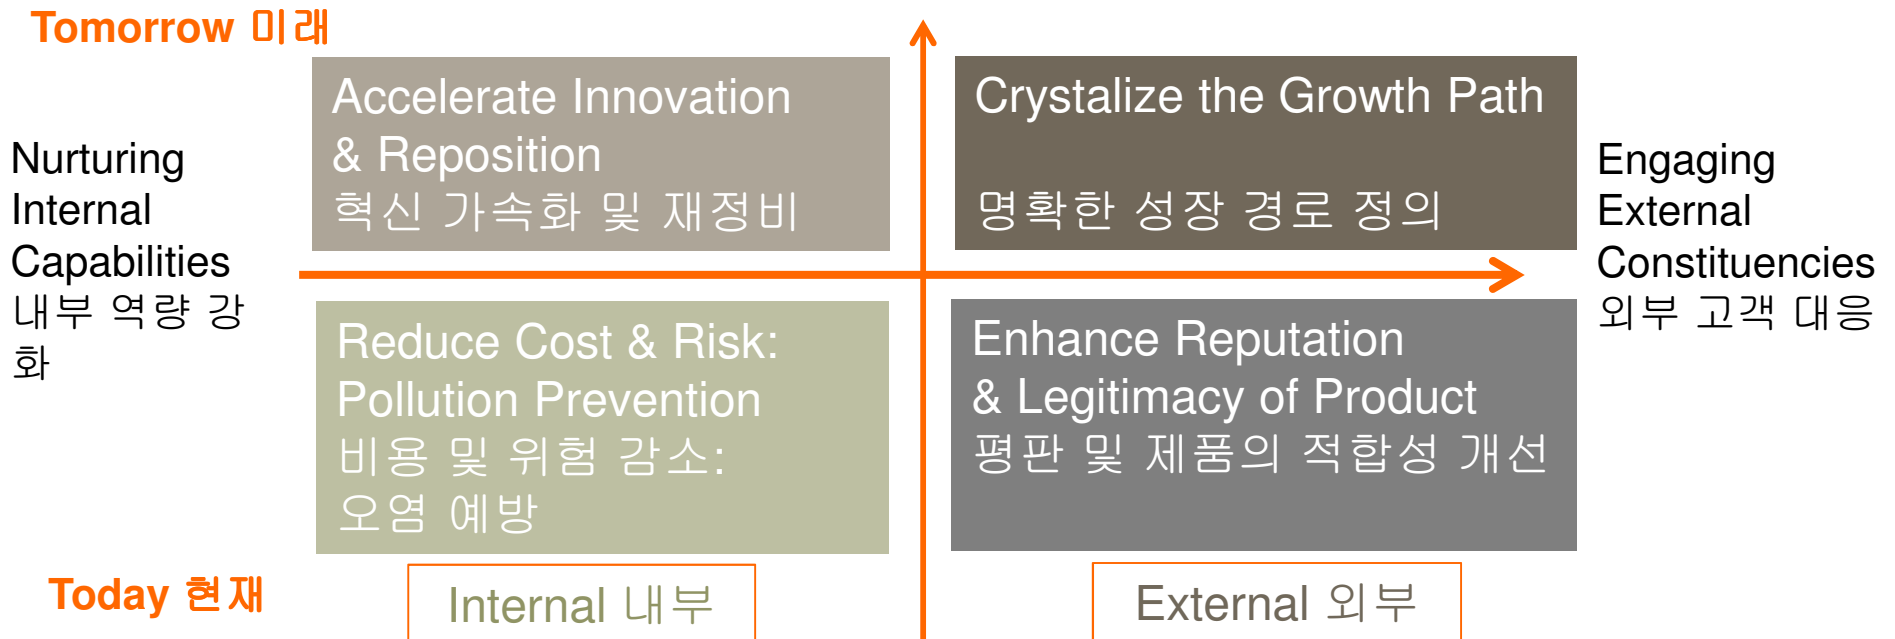 Tomorrow 미래
Nurturing
Internal
Capabilities
내부 역량 강
화
Accelerate Innovation
& Reposition
혁신 가속화 및 재정비
Crystalize the Growth Path
명확한 성장 경로 정의
Engaging
External
Constituencies
외부 고객 대응
Reduce Cost & Risk:
Pollution Prevention
비용 및 위험 감소:
오염 예방
Enhance Reputation
& Legitimacy of Product
평판 및 제품의 적합성 개선
Today 현재
Internal 내부
External 외부